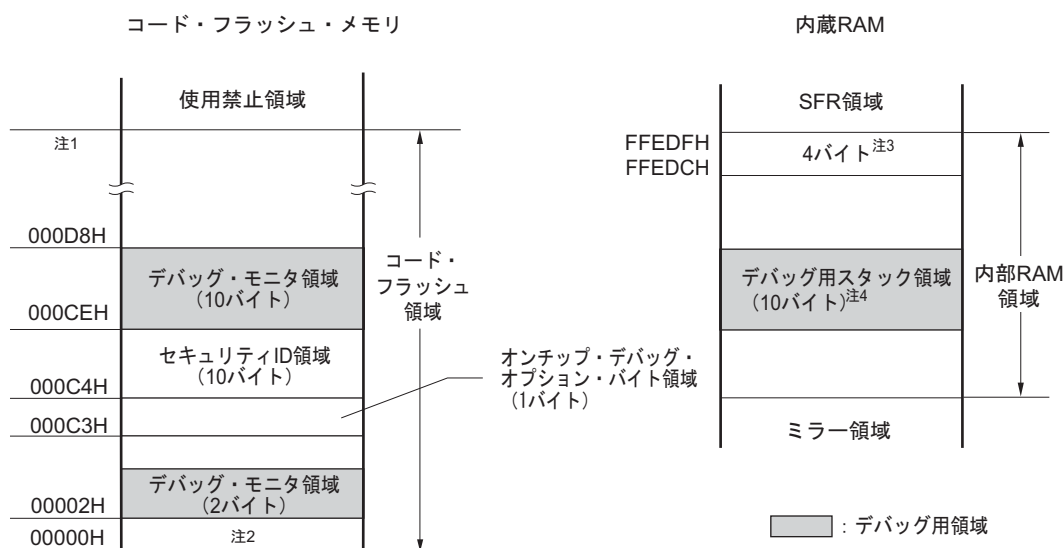 コード・フラッシュ・メモリ
使用禁止領域
注1
000D8H
デバッグ・モニタ領域
（10バイト）
000CEH
セキュリティID領域
（10バイト）
000C4H
000C3H
デバッグ・モニタ領域
（2バイト）
00002H
00000H
注2
コード・
フラッシュ
領域
オンチップ・デバッグ・
オプション・バイト領域
（1バイト）
内蔵RAM
SFR領域
FFEDFH
FFEDCH
4バイト注3
デバッグ用スタック領域
（10バイト）注4
内部RAM
領域
ミラー領域
：デバッグ用領域